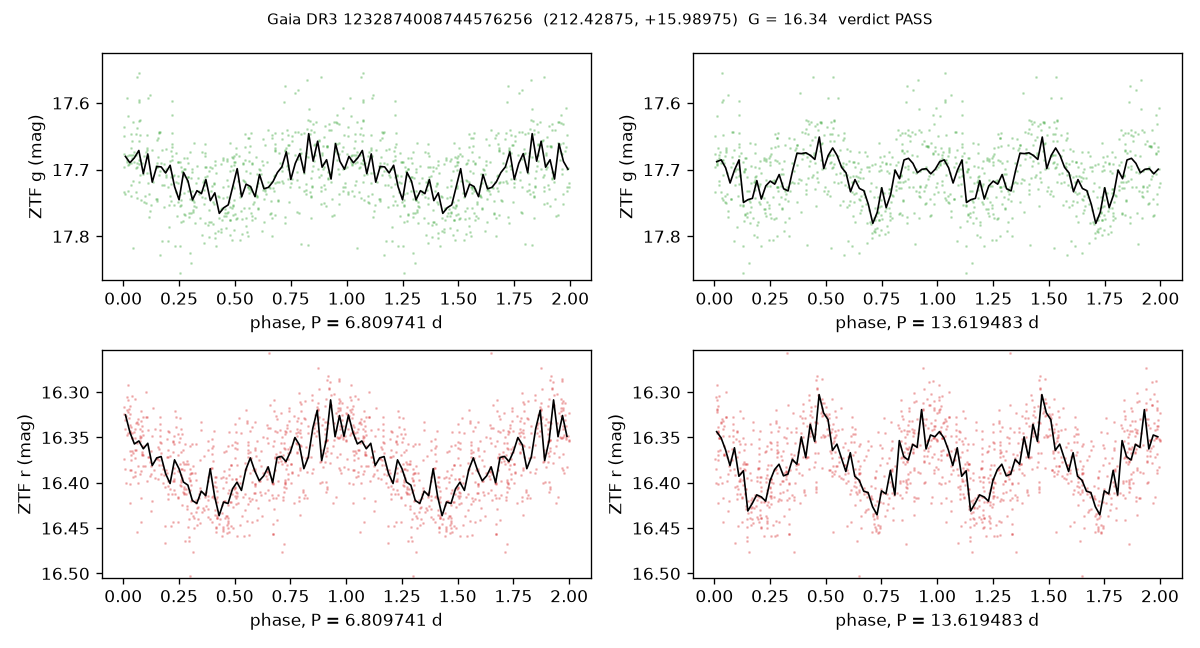 Gaia DR3 1232874008744576256  (212.42875, +15.98975)  G = 16.34  verdict PASS
ZTF g (mag)
17.6
17.7
17.8
0.00 0.25 0.50 0.75 1.00 1.25 1.50 1.75 2.00
phase, P = 6.809741 d
ZTF g (mag)
17.6
17.7
17.8
0.00 0.25 0.50 0.75 1.00 1.25 1.50 1.75 2.00
phase, P = 13.619483 d
ZTF r (mag)
16.30
16.35
16.40
16.45
16.50
0.00 0.25 0.50 0.75 1.00 1.25 1.50 1.75 2.00
phase, P = 6.809741 d
ZTF r (mag)
16.30
16.35
16.40
16.45
16.50
0.00 0.25 0.50 0.75 1.00 1.25 1.50 1.75 2.00
phase, P = 13.619483 d